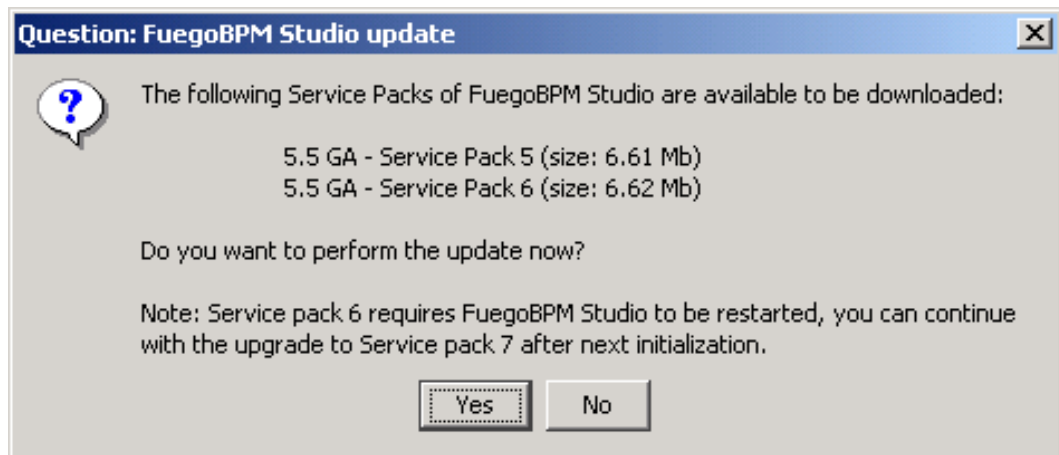 Question: FuegoBPM Studio update
The following Service Packs of FuegoBPM Studio are available to be downloaded:
5.5 GA - Service Pack 5 (size: 6.61 Mb)
5.5 GA - Service Pack 6 (size: 6.62 Mb)
Do you want to perform the update now?
Note: Service pack 6 requires FuegoBPM Studio to be restarted, you can continue
with the upgrade to Service pack 7 after next initialization.
Yes No